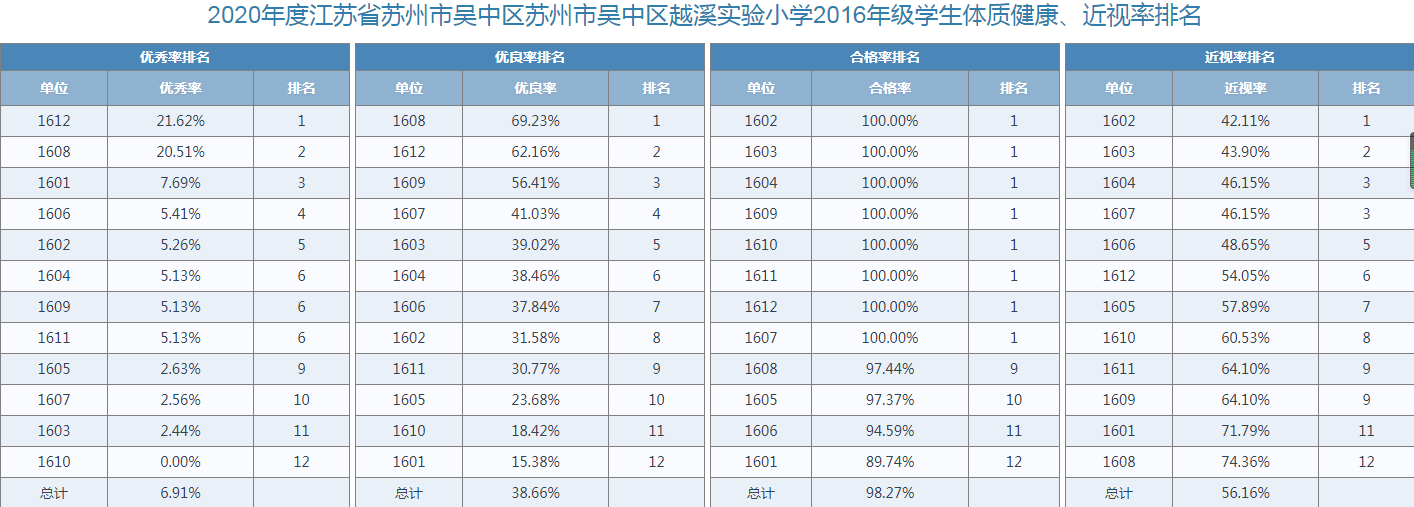 2020年度江苏省苏州市吴中区苏州市吴中区越溪实验小学2016年级学生体质健康、近视率排名
优秀率排名 优良率排名 合格率排名 近视率排名
单位 优秀率 排名 单位 优良率 排名 单位 合格率 排名 单位 近视率 排名
1612 21.62% 1 1608 69.23% 1 1602 100.00% 1 1602 42.11% 1
1608 20.51% 2 1612 62.16% 2 1603 100.00% 1 1603 43.90% 2
1601 7.69% 3 1609 56.41% 3 1604 100.00% 1 1604 46.15% 3
1606 5.41% 4 1607 41.03% 4 1609 100.00% 1 1607 46.15% 3
1602 5.26% 5 1603 39.02% 5 1610 100.00% 1 1606 48.65% 5
1604 5.13% 6 1604 38.46% 6 1611 100.00% 1 1612 54.05% 6
1609 5.13% 6 1606 37.84% 7 1612 100.00% 1 1605 57.89% 7
1611 5.13% 6 1602 31.58% 8 1607 100.00% 1 1610 60.53% 8
1605 2.63% 9 1611 30.77% 9 1608 97.44% 9 1611 64.10% 9
1607 2.56% 10 1605 23.68% 10 1605 97.37% 10 1609 64.10% 9
1603 2.44% 11 1610 18.42% 11 1606 94.59% 11 1601 71.79% 11
1610 0.00% 12 1601 15.38% 12 1601 89.74% 12 1608 74.36% 12
总计 6.91% 总计 38.66% 总计 98.27% 总计 56.16%